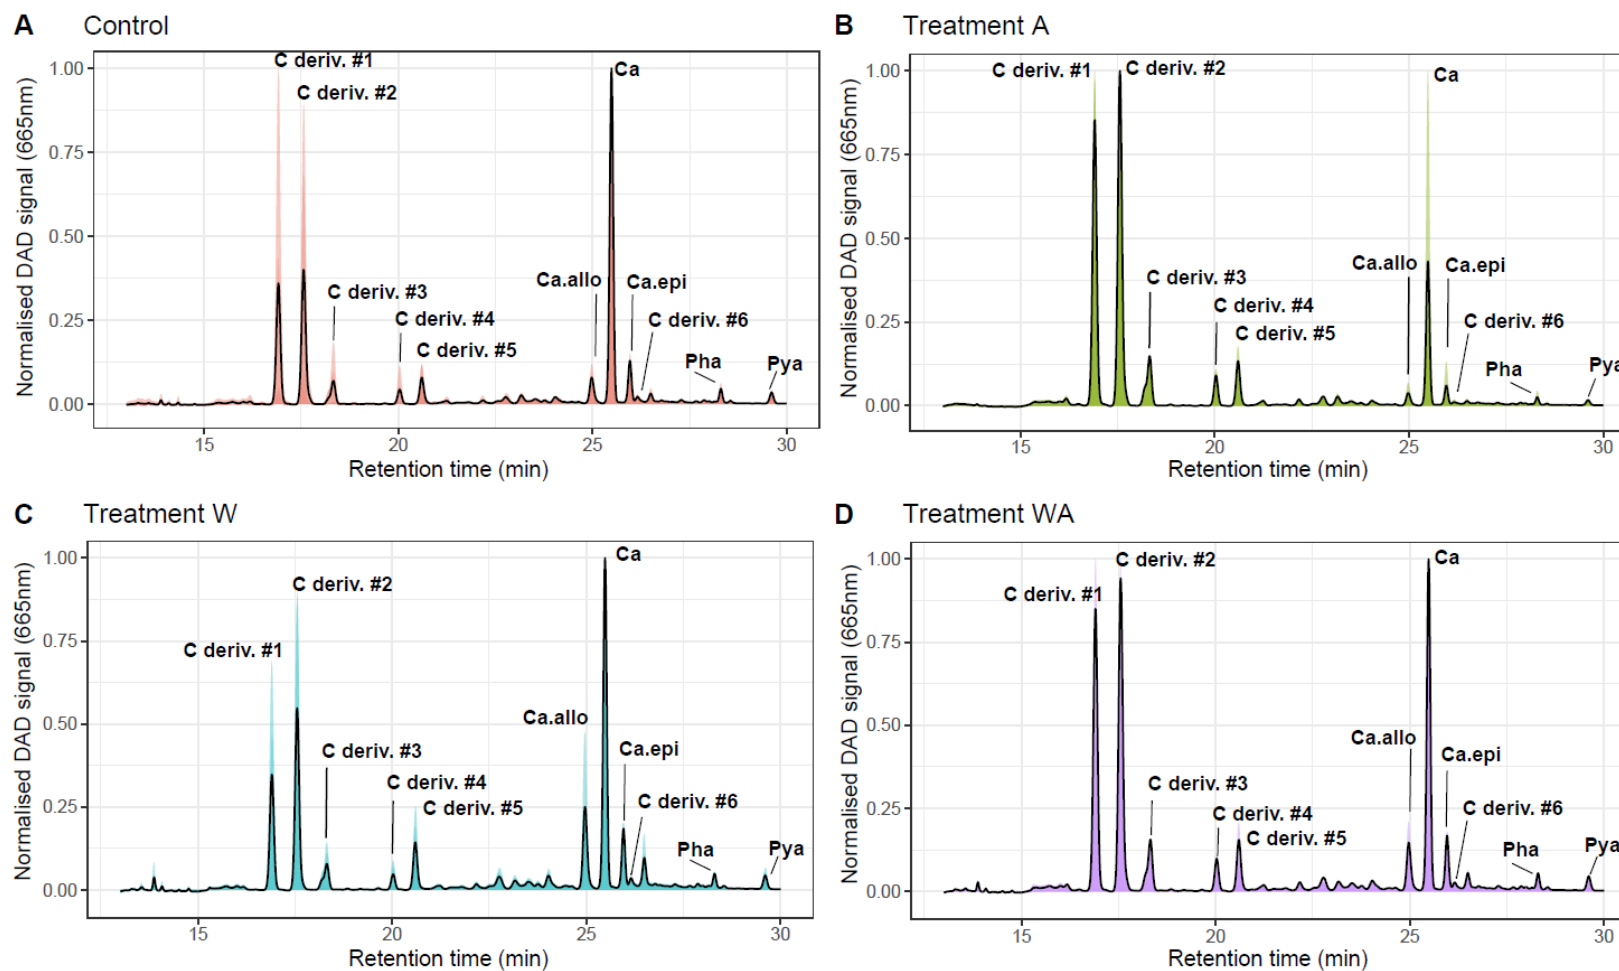 A Control
Normalised DAD signal (665nm)
1.00
0.75
0.50
0.25
0.00
C deriv. #1
C deriv. #2
C deriv. #3
C deriv. #4
C deriv. #5
Ca.allo
Ca
Ca.epi
C deriv. #6
Pha
Pya
15 20 25 30
Retention time (min)
B Treatment A
Normalised DAD signal (665nm)
1.00
0.75
0.50
0.25
0.00
C deriv. #1
C deriv. #2
C deriv. #3
C deriv. #4
C deriv. #5
Ca.allo
Ca
Ca.epi
C deriv. #6
Pha
Pya
15 20 25 30
Retention time (min)
C Treatment W
Normalised DAD signal (665nm)
1.00
0.75
0.50
0.25
0.00
C deriv. #1
C deriv. #2
C deriv. #3
C deriv. #4
C deriv. #5
Ca.allo
Ca
Ca.epi
C deriv. #6
Pha
Pya
15 20 25 30
Retention time (min)
D Treatment WA
Normalised DAD signal (665nm)
1.00
0.75
0.50
0.25
0.00
C deriv. #1
C deriv. #2
C deriv. #3
C deriv. #4
C deriv. #5
Ca.allo
Ca
Ca.epi
C deriv. #6
Pha
Pya
15 20 25 30
Retention time (min)